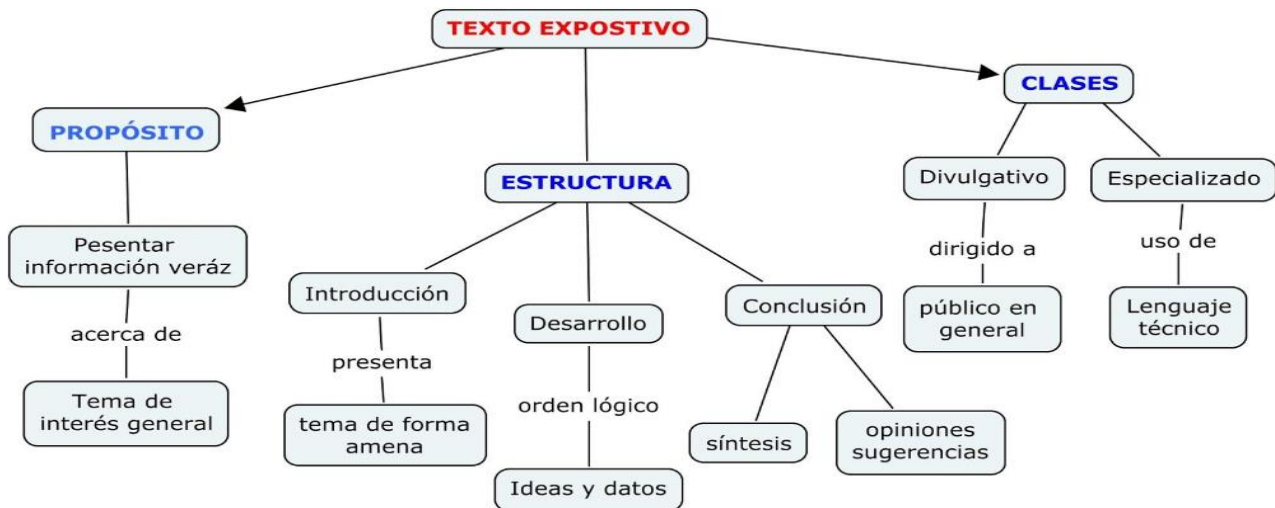 TEXTO EXPOSTIVO
PROPÓSITO
Pesentar
información veráz
acerca de
Tema de
interés general
ESTRUCTURA
Introducción
presenta
tema de forma
amena
Desarrollo
orden lógico
Ideas y datos
Conclusión
síntesis
opiniones
sugerencias
CLASES
Divulgativo
dirigido a
público en
general
Especializado
uso de
Lenguaje
técnico